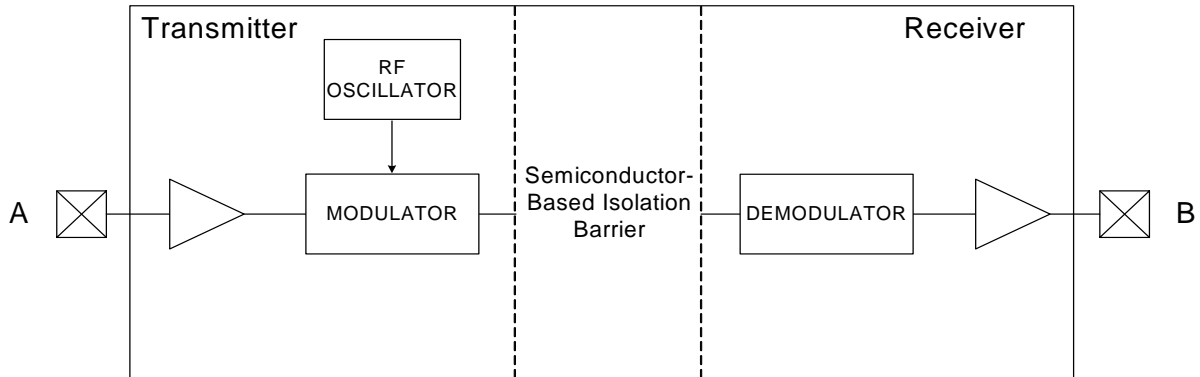 Transmitter
Receiver
RF
OSCILLATOR
A
MODULATOR
Semiconductor-
Based Isolation
Barrier
DEMODULATOR
B